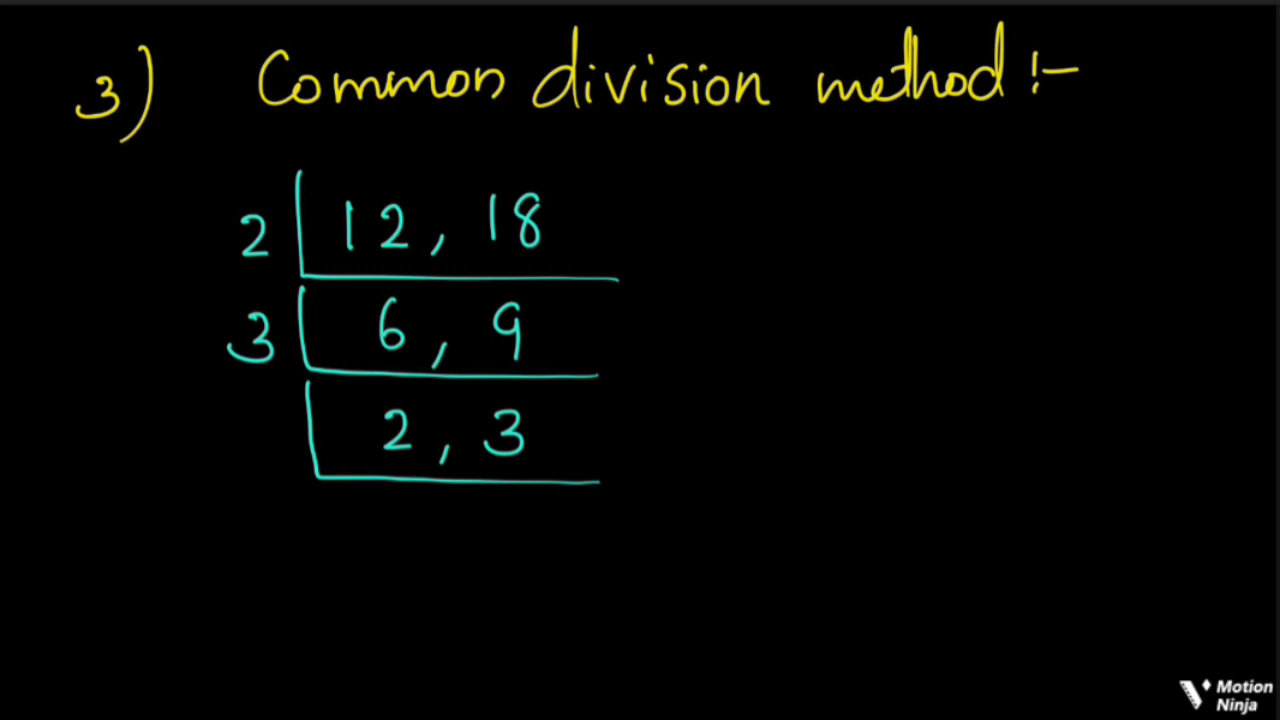 3) Common division method :-
2 12, 18
3 6, 9
2, 3
Motion
Ninja